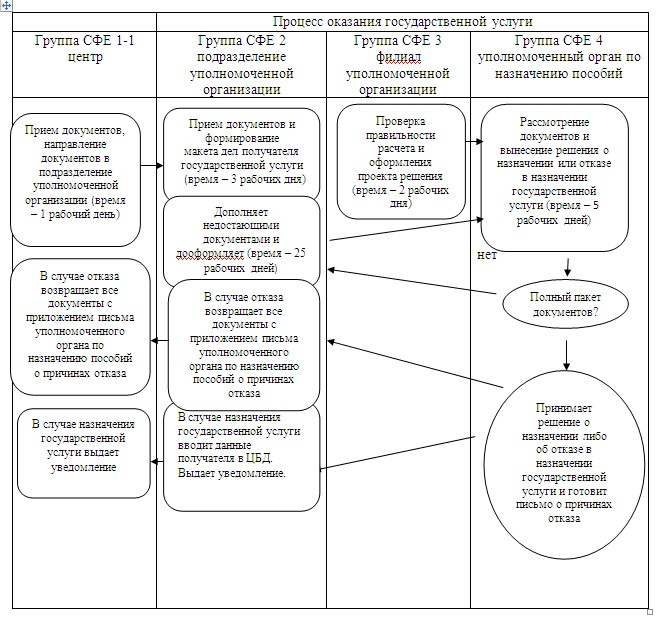 Процесс оказания государственной услуги
Группа СФЕ 1-1
центр
Группа СФЕ 2
подразделение
уполномоченной
организации
Группа СФЕ 3
филиал
уполномоченной
организации
Группа СФЕ 4
уполномоченный орган по
назначению пособий
Прием документов,
направление
документов в
подразделение
уполномоченной
организации (время
– 1 рабочий день)
Прием документов и
формирование
макета дел получателя
государственной услуги
(время – 3 рабочих дня)
Проверка
правильности
расчета и
оформления
проекта решения
(время – 2 рабочих
дня)
Рассмотрение
документов и
вынесение решения о
назначении или отказе
в назначении
государственной
услуги (время – 5
рабочих дней)
Дополняет
недостающими
документами и
дооформляет (время – 25
рабочих дней)
нет
Полный пакет
документов?
В случае отказа
возвращает все
документы с
приложением письма
уполномоченного
органа по
назначению пособий
о причинах отказа
В случае отказа
возвращает все
документы с
приложением письма
уполномоченного
органа по назначению
пособий о причинах
отказа
Принимает
решение о
назначении либо
об отказе в
назначении
государственной
услуги и готовит
письмо о причинах
отказа
В случае назначения
государственной
услуги выдает
уведомление
В случае назначения
государственной услуги
вводит данные
получателя в ЦБД.
Выдает уведомление.